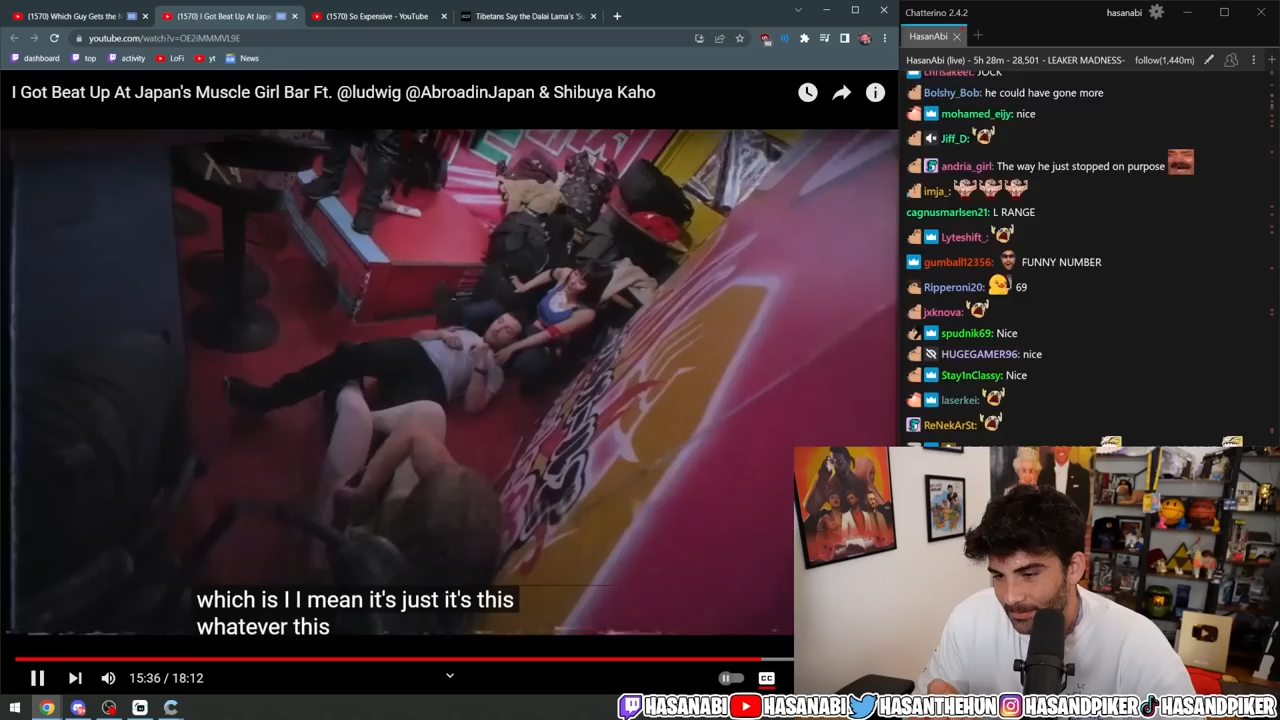 (1570) Which Guy Gets the M
(1570) I Got Beat Up At Japa
(1570) So Expensive - YouTube
Tibetans Say the Dalai Lama's 'Su
youtube.com/watch?v=OE2iMMMVL9E
dashboard
top
activity
LoFi
yt
News
I Got Beat Up At Japan's Muscle Girl Bar Ft. @ludwig @AbroadinJapan & Shibuya Kaho
which is I I mean it's just it's this
whatever this
15:36 / 18:12
CC
Chatterino 2.4.2
hasanabi
HasanAbi
HasanAbi (live) - 5h 28m - 28,501 - LEAKER MADNESS-
follow(1,440m)
chrisakeet: JOCK
Bolshy_Bob: he could have gone more
mohamed_eijy: nice
Jiff_D:
andria_girl: The way he just stopped on purpose
imja_:
cagnusmarlsen21: L RANGE
Lyteshift_:
gumball12356: FUNNY NUMBER
Ripperoni20: 69
jxknova:
spudnik69: Nice
HUGEGAMER96: nice
Stay1nClassy: Nice
laserkei:
ReNekArSt:
HASANABI
HASANABI
HASANTHEHUN
HASANDPIKER
HASANDPIKER